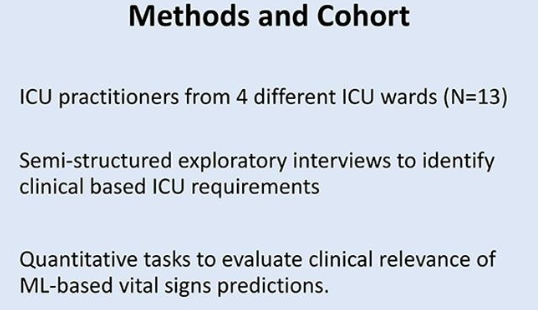 Methods and Cohort
ICU practitioners from 4 different ICU wards (N=13)
Semi-structured exploratory interviews to identify
clinical based ICU requirements
Quantitative tasks to evaluate clinical relevance of
ML-based vital signs predictions.